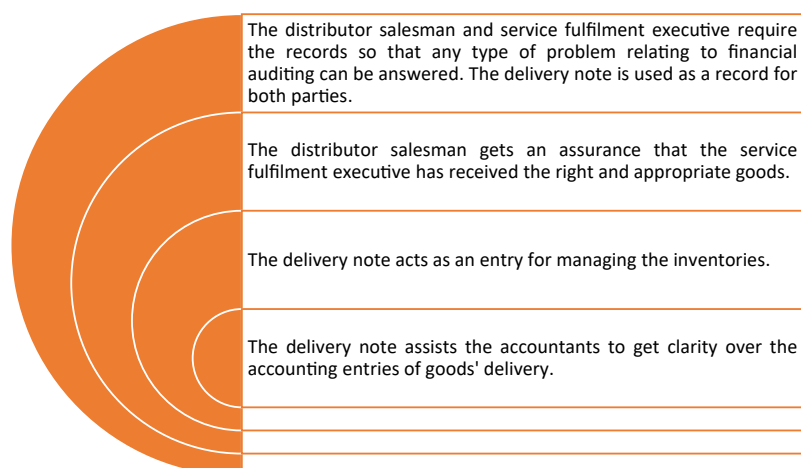 The distributor salesman and service fulfilment executive require
the records so that any type of problem relating to financial
auditing can be answered. The delivery note is used as a record for
both parties.
The distributor salesman gets an assurance that the service
fulfilment executive has received the right and appropriate goods.
The delivery note acts as an entry for managing the inventories.
The delivery note assists the accountants to get clarity over the
accounting entries of goods' delivery.